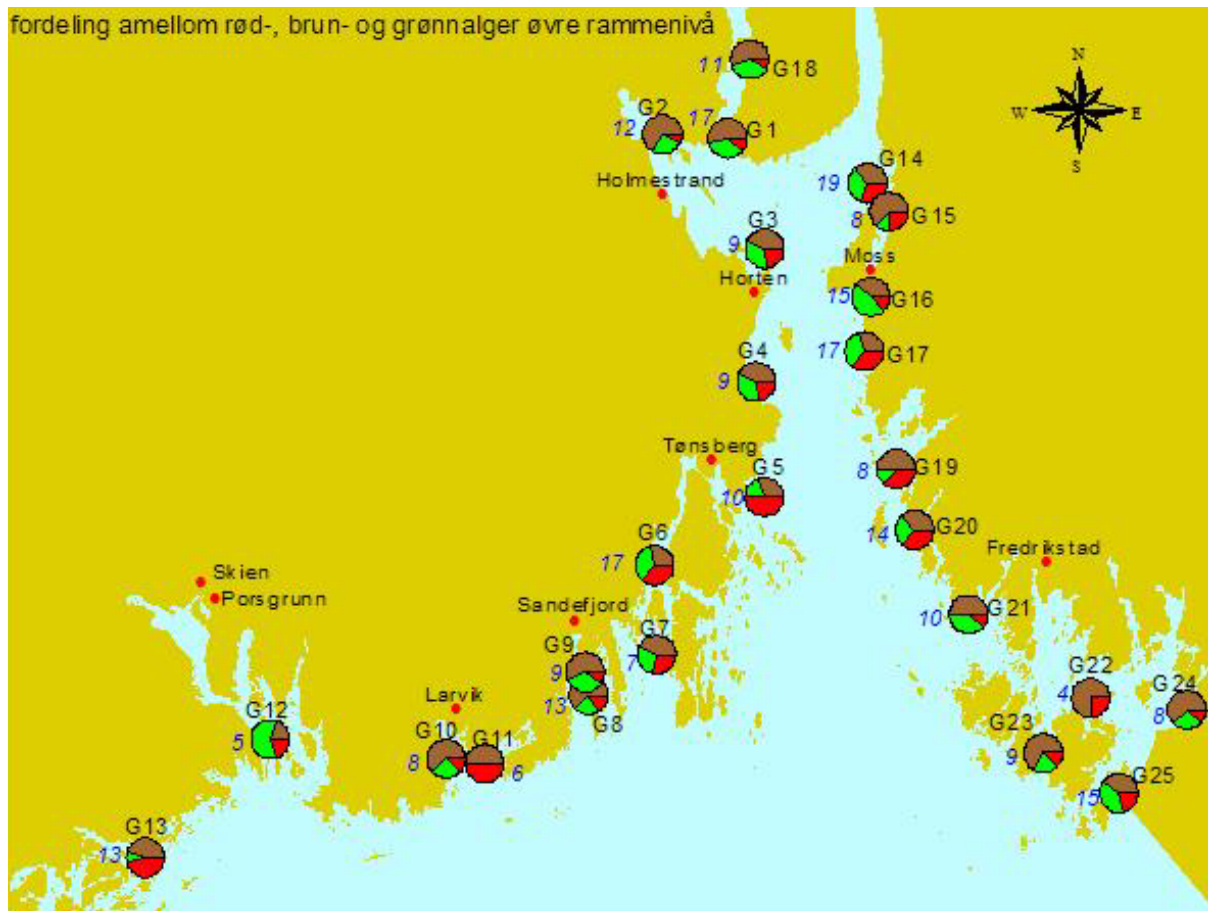 fordeling amellom rød-, brun- og grønnalger øvre rammenivå
N
W E
S
11 G18
G2
12
17 G1
Holmestrand
G14
19
8 G15
G3
9
Moss
Horten
15 G16
17 G17
G4
9
Tønsberg
G5
10
8 G19
G20
14
Fredrikstad
G6
17
Skien
Porsgrunn
Sandefjord
10 G21
G7
7
G9
9
13 G8
G22
4
G24
8
Larvik
G12
5
G10
8
G11
6
G23
9
G25
15
G13
13